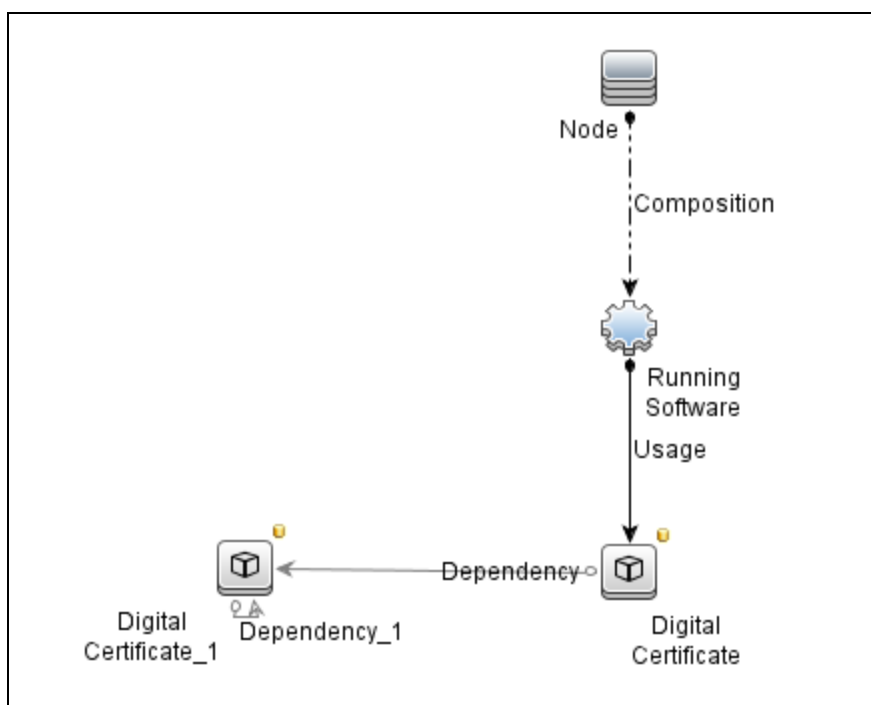 Node
Composition
Running
Software
Usage
Dependency
Digital
Certificate_1
Dependency_1
Digital
Certificate